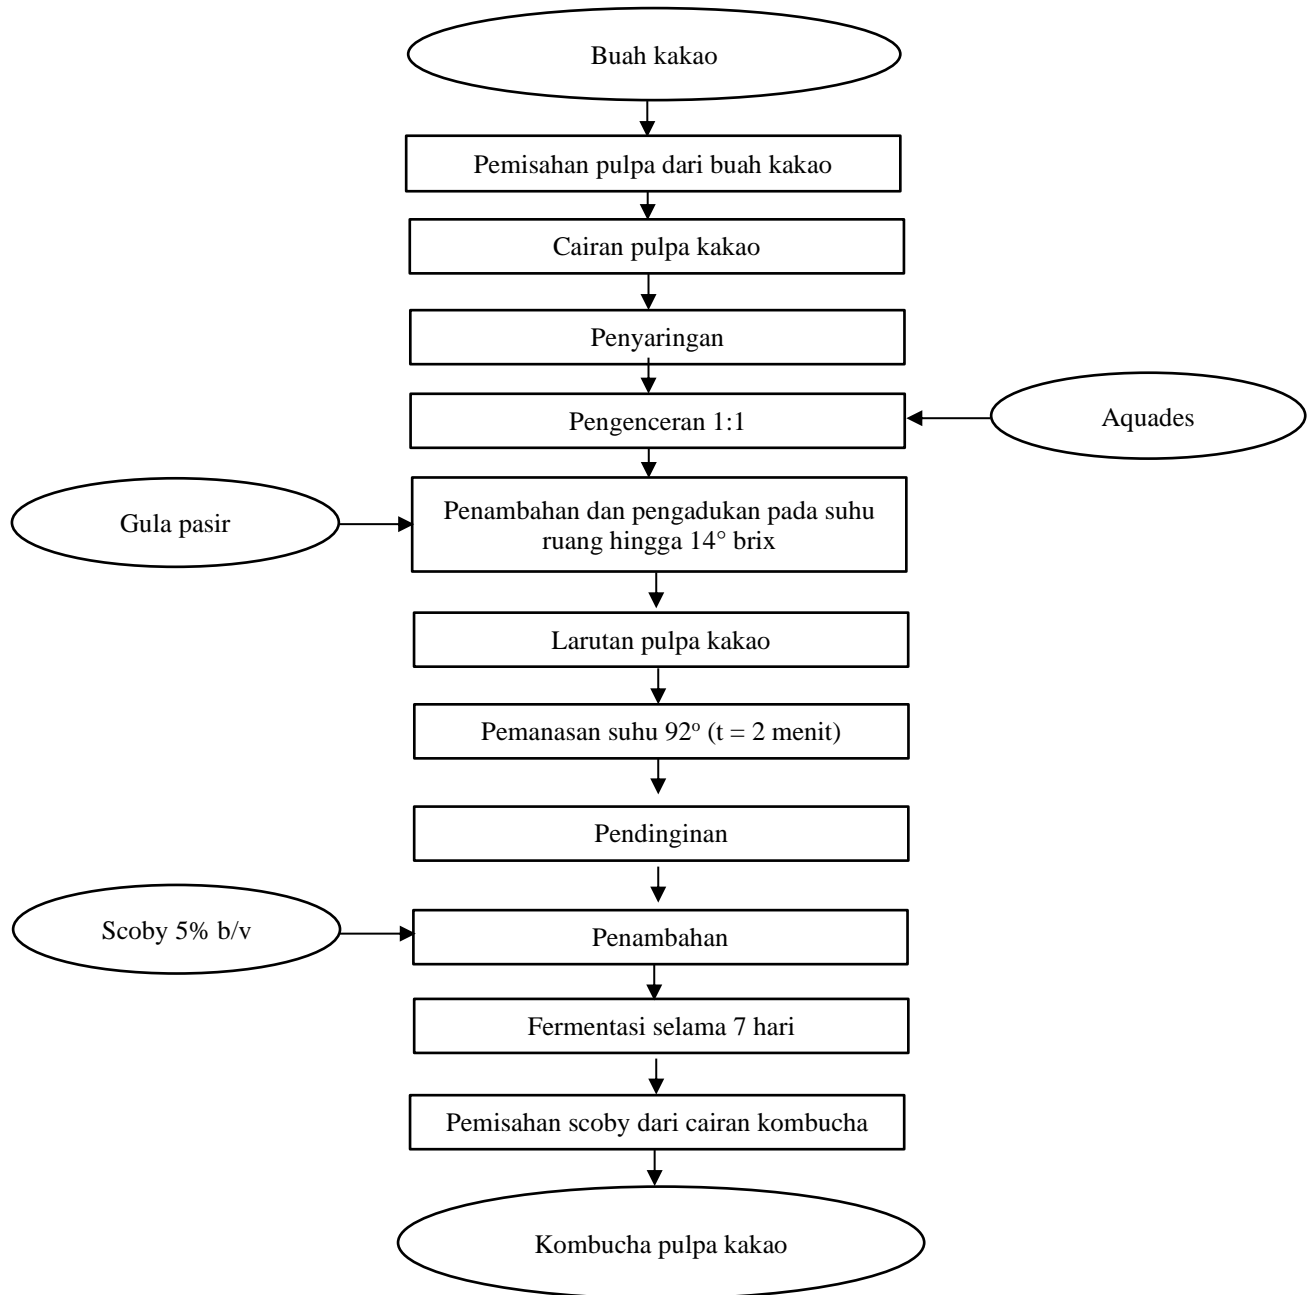 Buah kakao
Pemisahan pulpa dari buah kakao
Cairan pulpa kakao
Penyaringan
Pengenceran 1:1
Aquades
Gula pasir
Penambahan dan pengadukan pada suhu
ruang hingga 14° brix
Larutan pulpa kakao
Pemanasan suhu 92º (t = 2 menit)
Pendinginan
Scoby 5% b/v
Penambahan
Fermentasi selama 7 hari
Pemisahan scoby dari cairan kombucha
Kombucha pulpa kakao